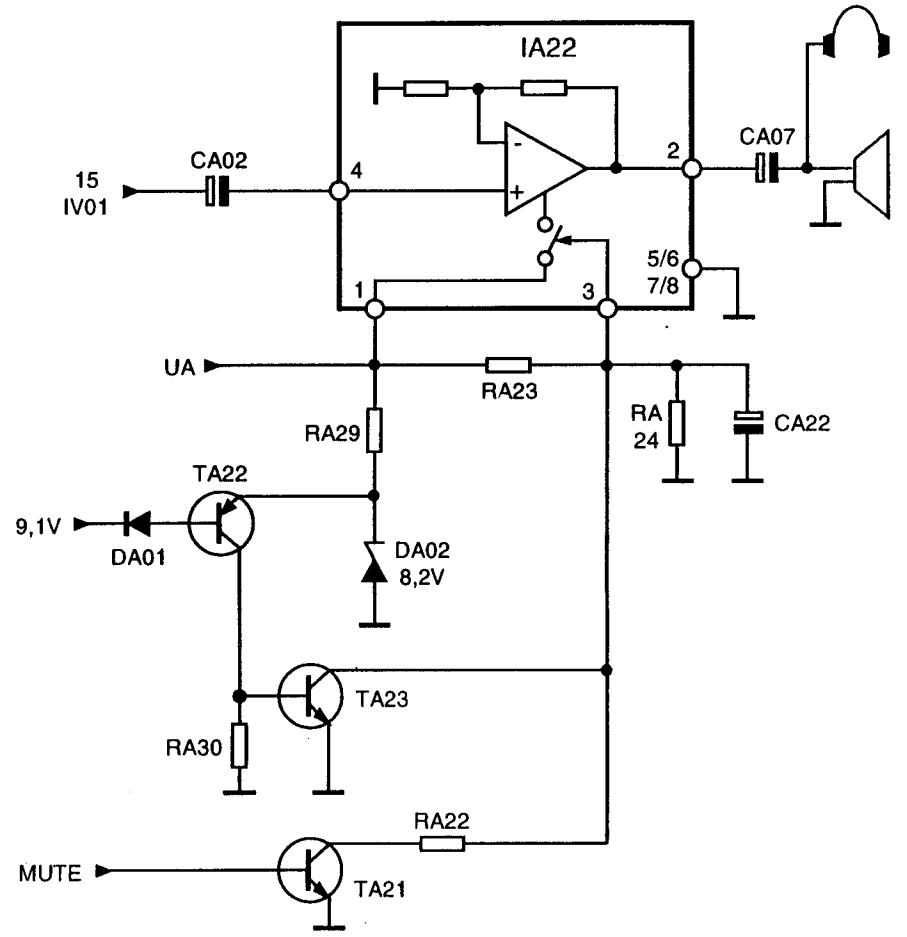 IA22
CA02
4
15
IV01
-
+
2
CA07
5/6
7/8
1
3
UA
RA23
RA29
RA
24
CA22
TA22
9,1V
DA01
DA02
8,2V
TA23
RA30
RA22
MUTE
TA21